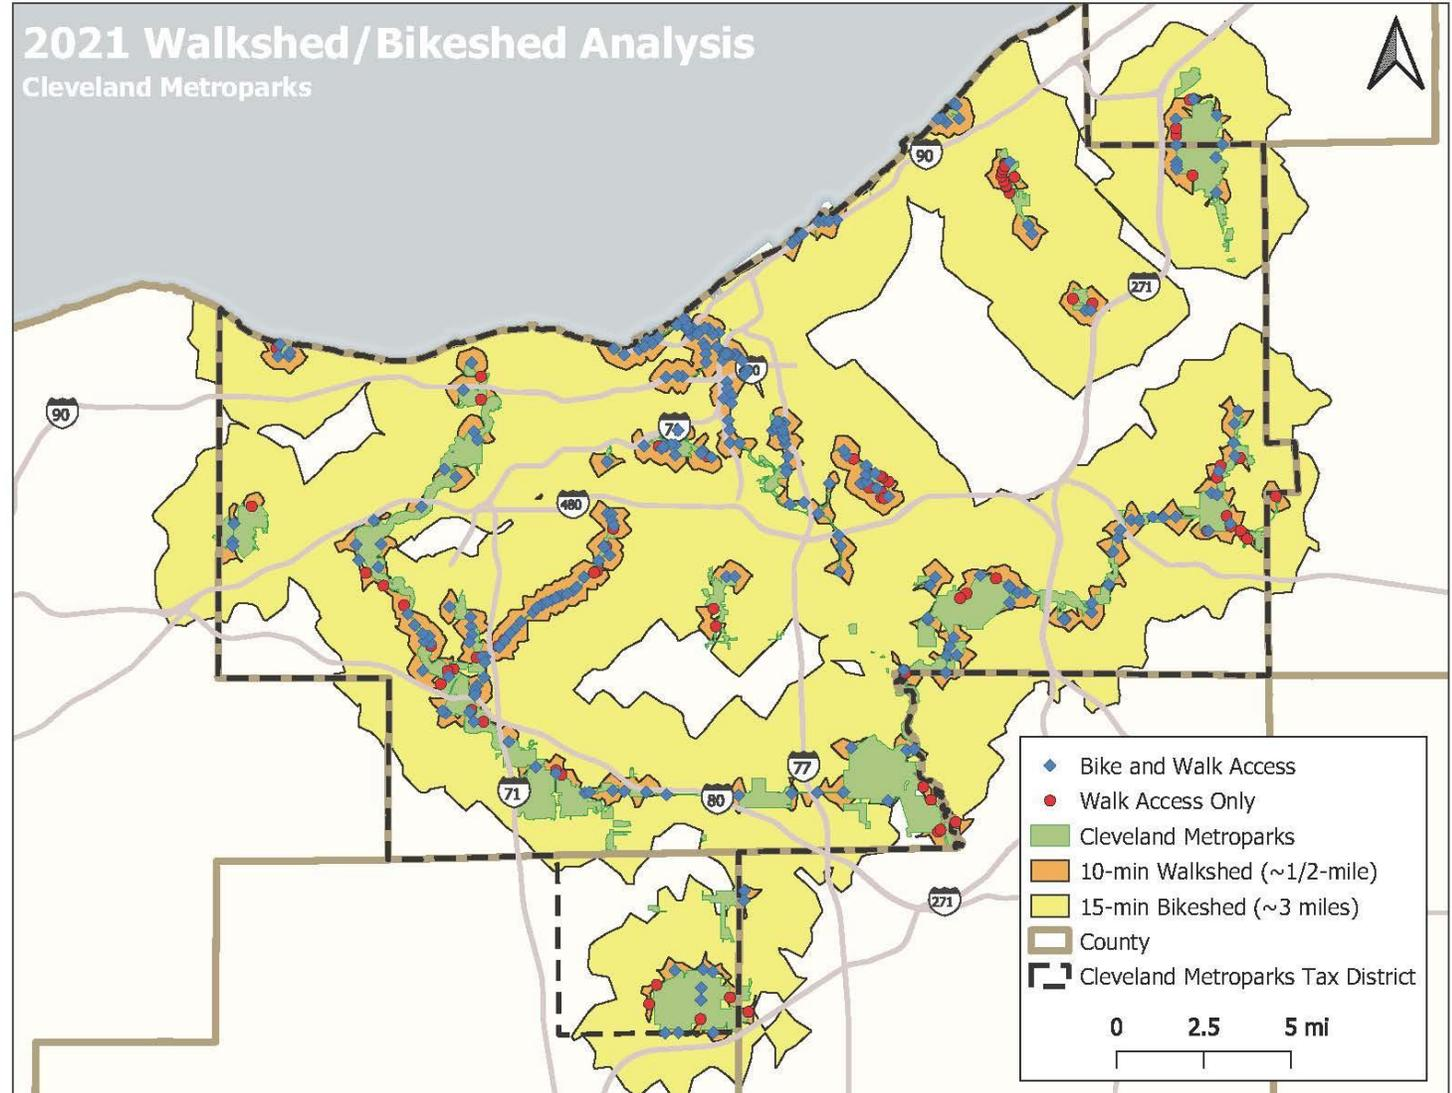 2021 Walkshed/Bikeshed Analysis
Cleveland Metroparks
90
271
90
480
77
71
80
271
Bike and Walk Access
Walk Access Only
Cleveland Metroparks
10-min Walkshed (~1/2-mile)
15-min Bikeshed (~3 miles)
County
Cleveland Metroparks Tax District
0 2.5 5 mi